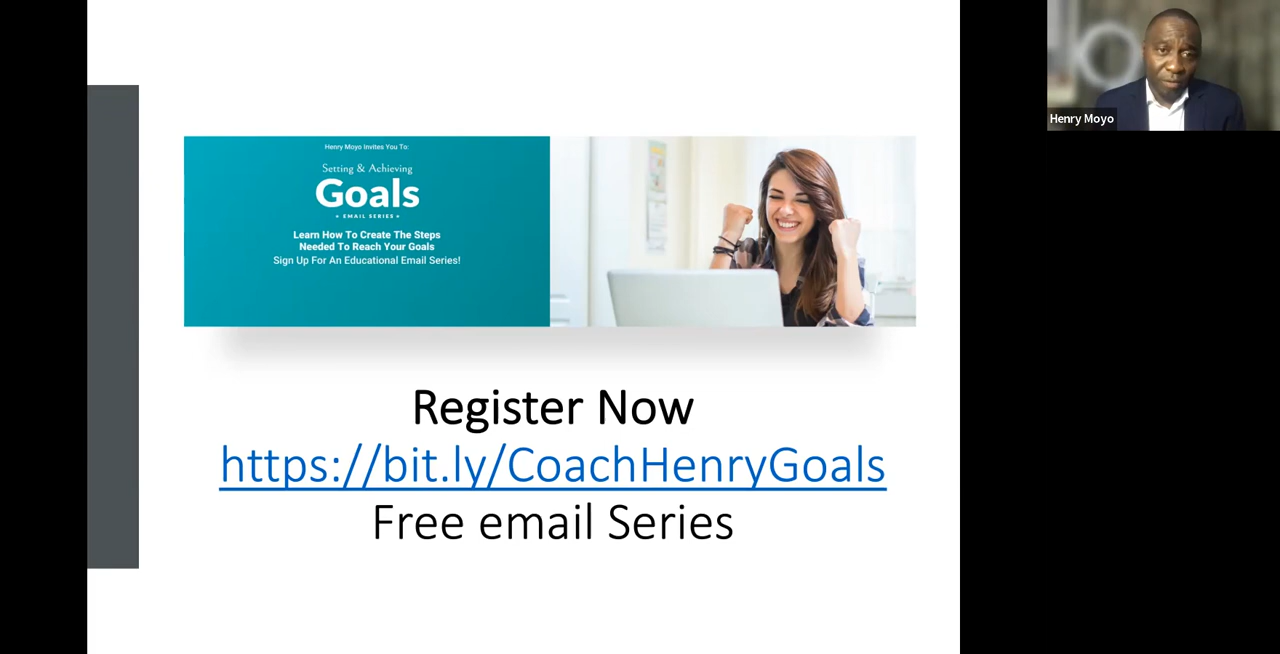 Henry Moyo Invites You To:
Setting & Achieving
Goals
• EMAIL SERIES •
Learn How To Create The Steps
Needed To Reach Your Goals
Sign Up For An Educational Email Series!
Register Now
https://bit.ly/CoachHenryGoals
Free email Series
Henry Moyo